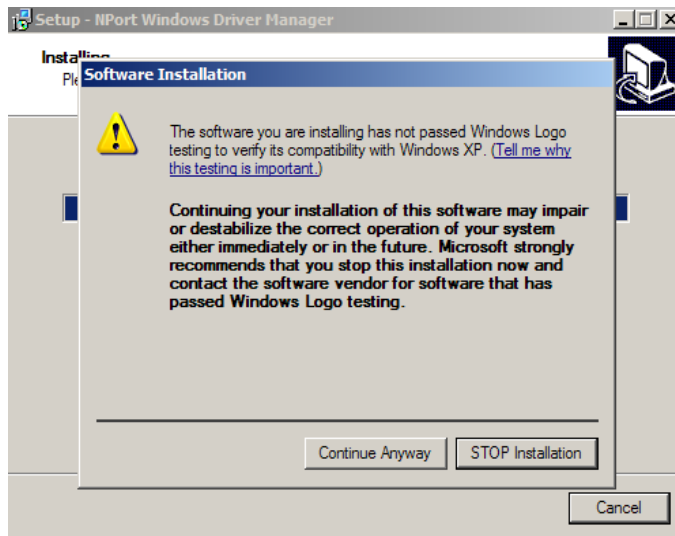 Setup - NPort Windows Driver Manager
Installing
Ple
Software Installation
The software you are installing has not passed Windows Logo
testing to verify its compatibility with Windows XP. (Tell me why
this testing is important.)
Continuing your installation of this software may impair
or destabilize the correct operation of your system
either immediately or in the future. Microsoft strongly
recommends that you stop this installation now and
contact the software vendor for software that has
passed Windows Logo testing.
Continue Anyway STOP Installation
Cancel